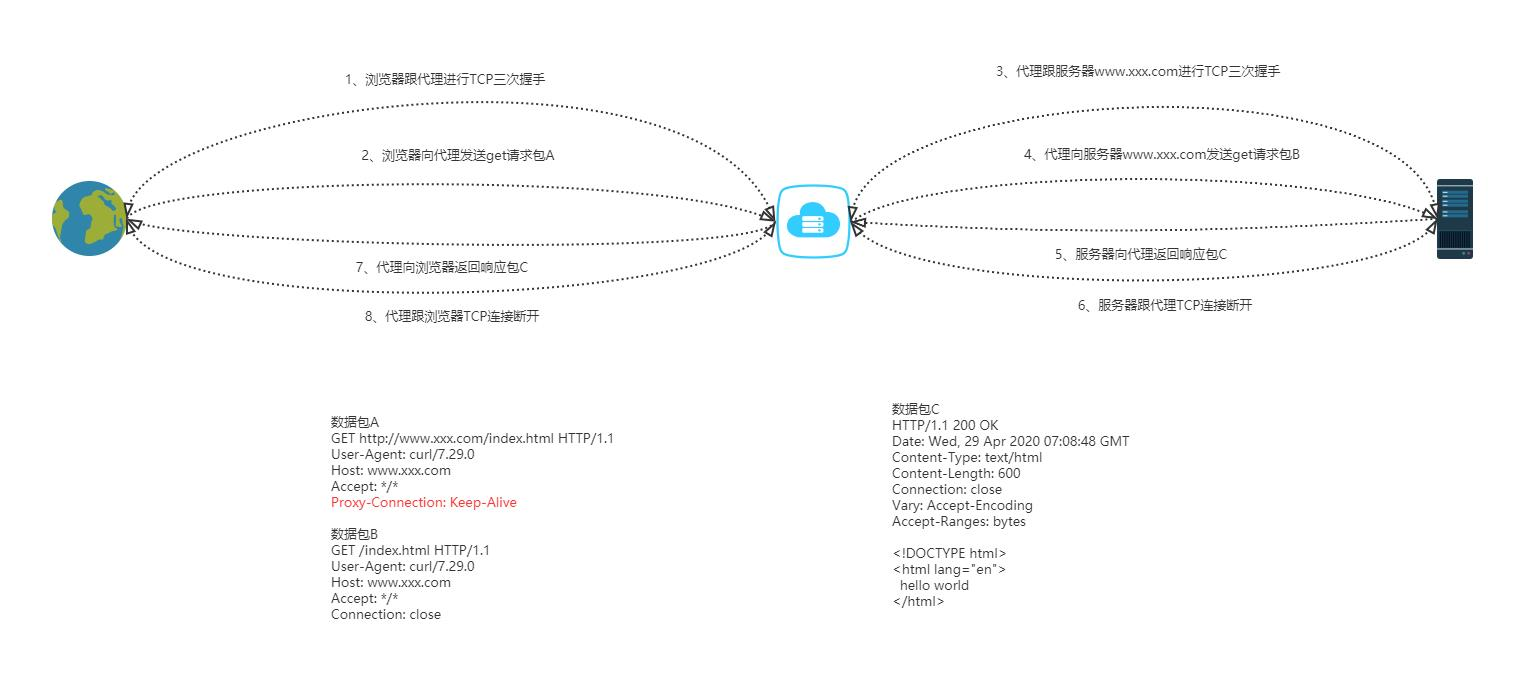 1、浏览器跟代理进行TCP三次握手
3、代理跟服务器www.xxx.com进行TCP三次握手
2、浏览器向代理发送get请求包A
4、代理向服务器www.xxx.com发送get请求包B
7、代理向浏览器返回响应包C
5、服务器向代理返回响应包C
8、代理跟浏览器TCP连接断开
6、服务器跟代理TCP连接断开
数据包A
GET http://www.xxx.com/index.html HTTP/1.1
User-Agent: curl/7.29.0
Host: www.xxx.com
Accept: */*
Proxy-Connection: Keep-Alive
数据包B
GET /index.html HTTP/1.1
User-Agent: curl/7.29.0
Host: www.xxx.com
Accept: */*
Connection: close
数据包C
HTTP/1.1 200 OK
Date: Wed, 29 Apr 2020 07:08:48 GMT
Content-Type: text/html
Content-Length: 600
Connection: close
Vary: Accept-Encoding
Accept-Ranges: bytes
<!DOCTYPE html>
<html lang="en">
hello world
</html>